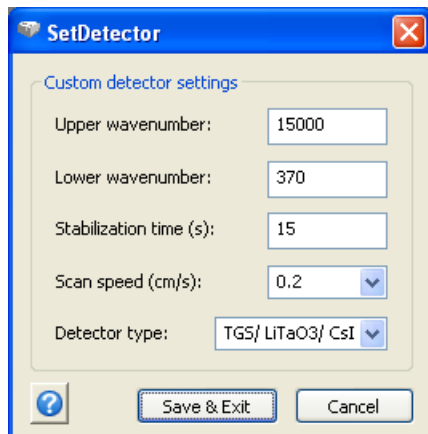 SetDetector
Custom detector settings
Upper wavenumber: 15000
Lower wavenumber: 370
Stabilization time (s): 15
Scan speed (cm/s): 0.2
Detector type: TGS/ LiTaO3/ CsI
? Save & Exit Cancel